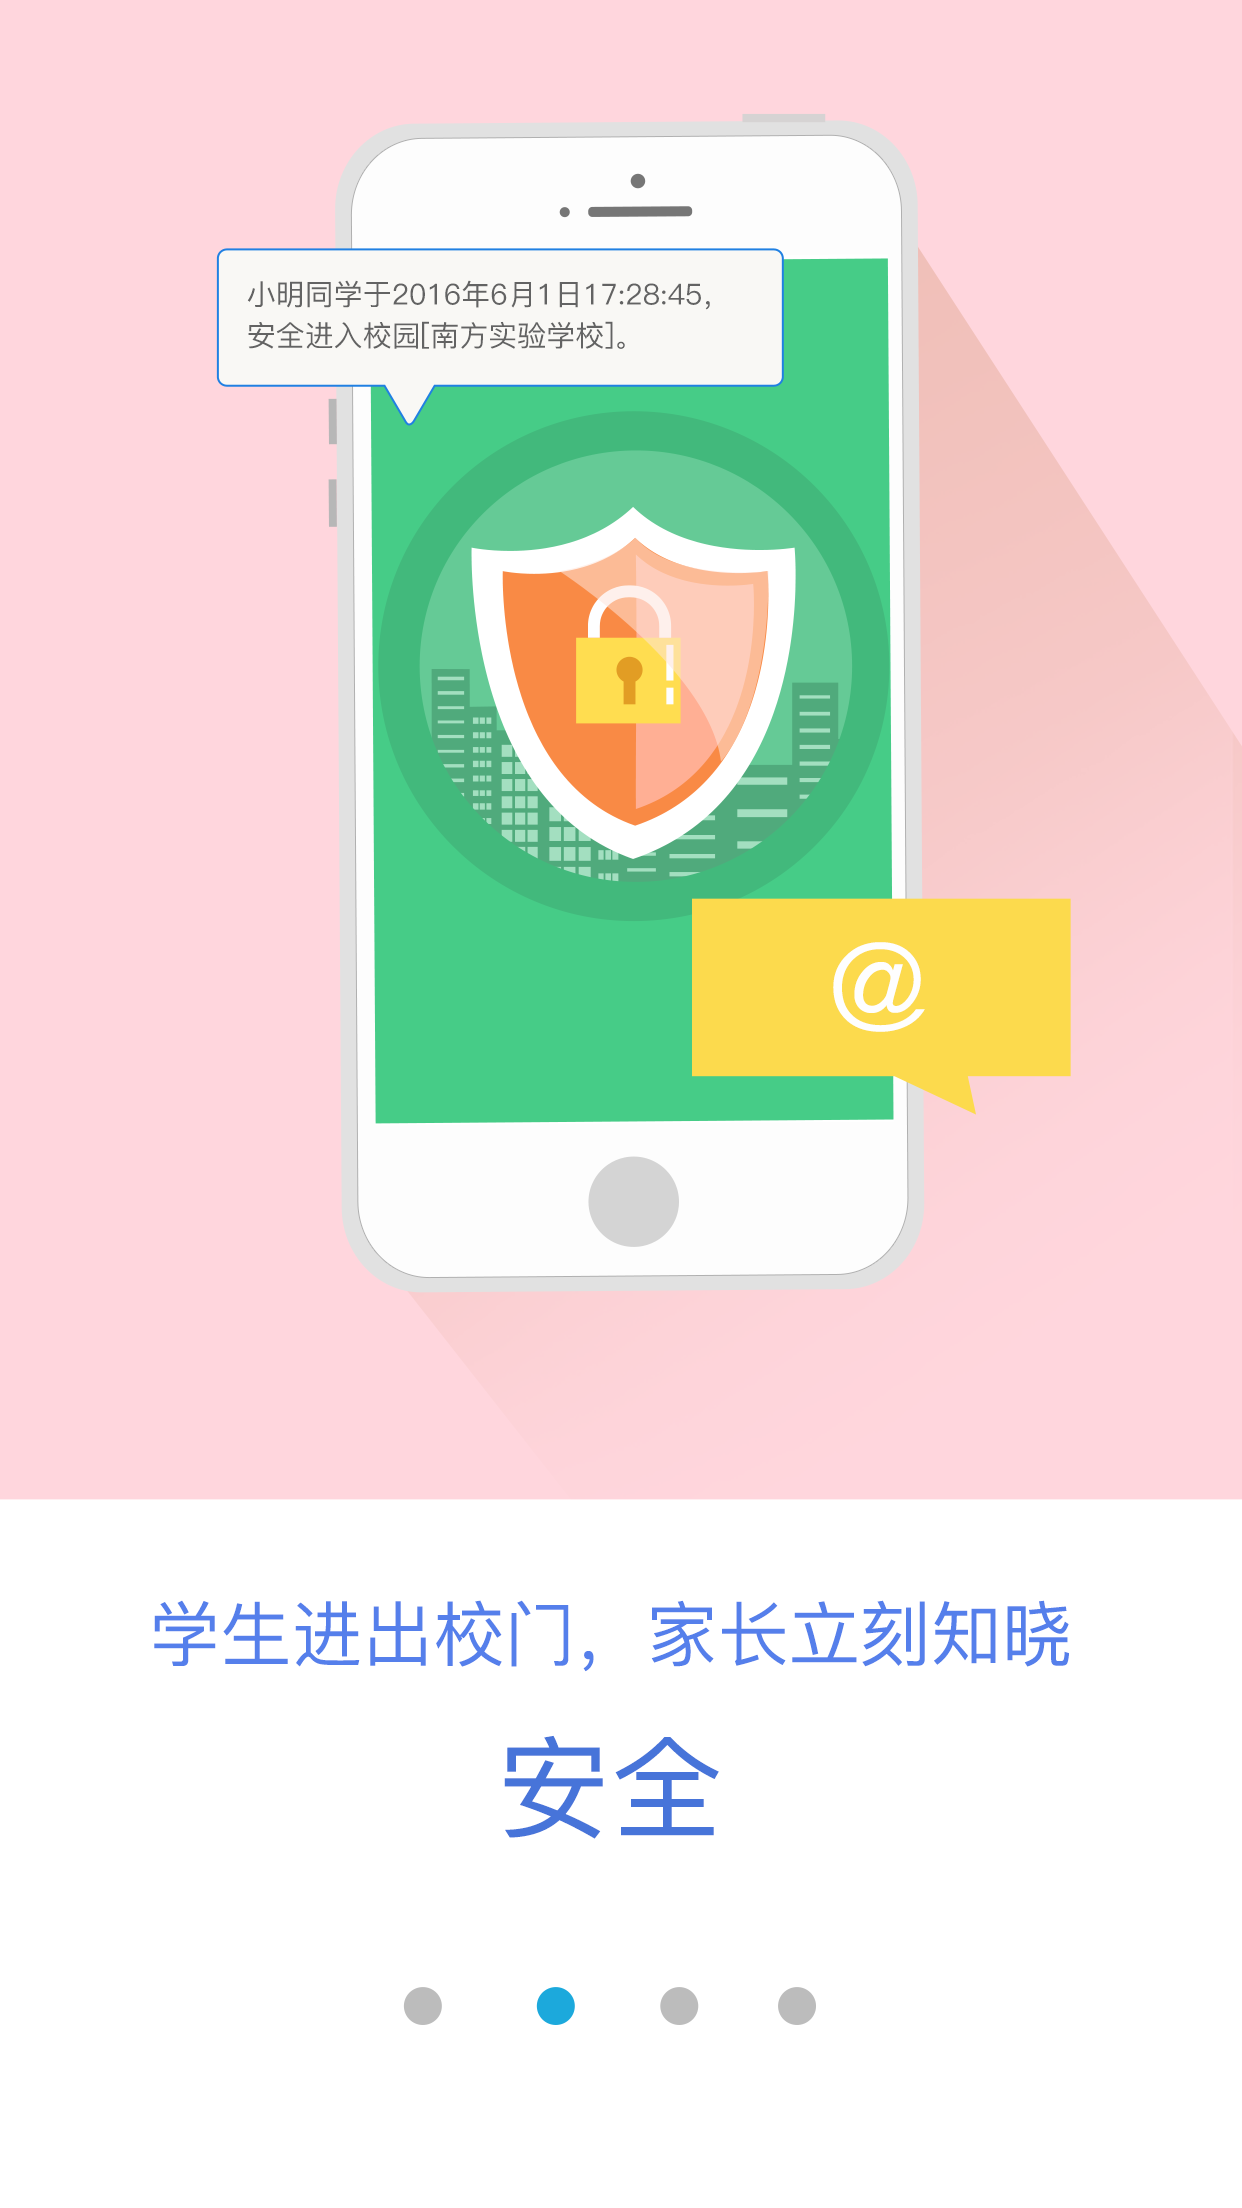 小明同学于2016年6月1日17:28:45,
安全进入校园[南方实验学校]。
@
学生进出校门，家长立刻知晓
安全